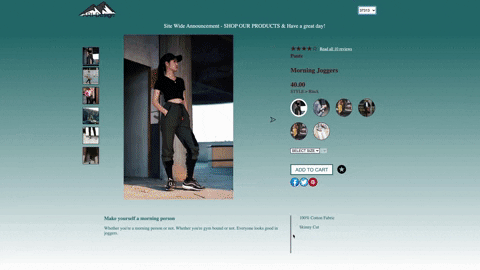 Site Wide Announcement - SHOP OUR PRODUCTS & Have a great day!
Read all 10 reviews
Pants
Morning Joggers
40.00
STYLE > Black
SELECT SIZE
ADD TO CART
Make yourself a morning person
Whether you're a morning person or not. Whether you're gym bound or not. Everyone looks good in
joggers.
100% Cotton Fabric
Skinny Cut